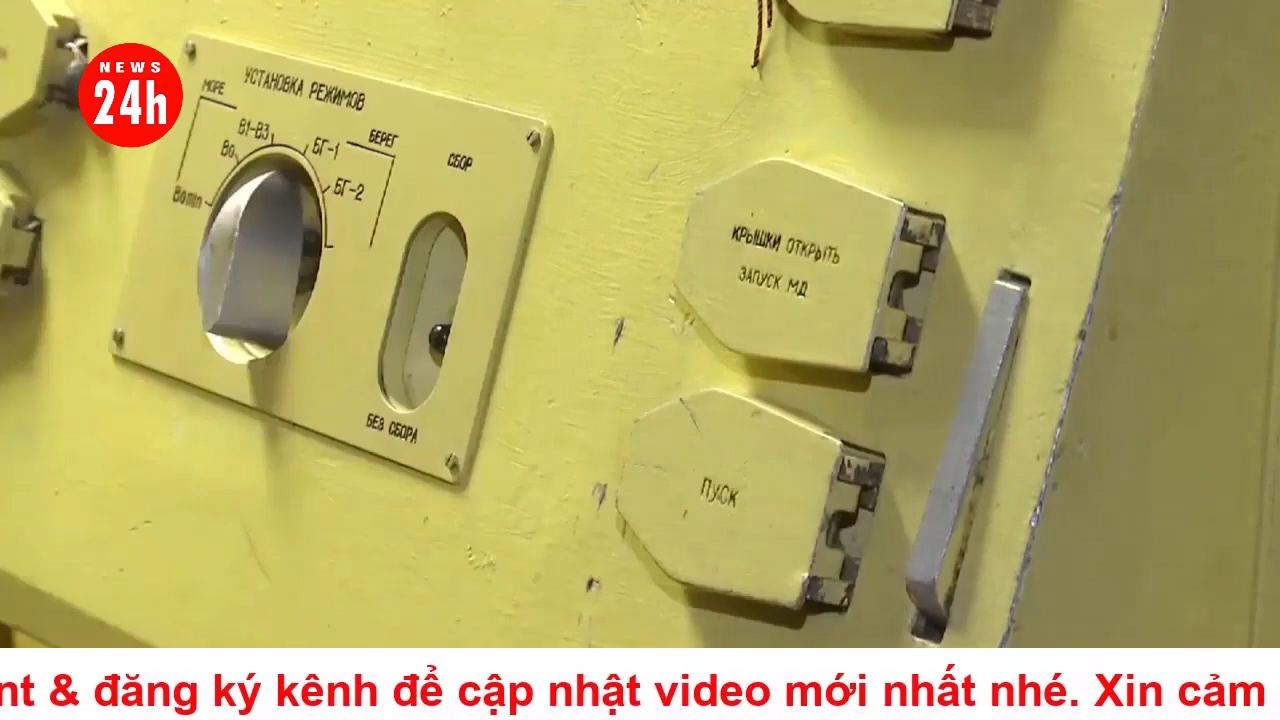 NEWS
24h
УСТАНОВКА РЕЖИМОВ
МОРЕ
В1-В3
БГ-1
БЕРЕГ
Во
БГ-2
Воmin
СБОР
БЕЗ СБОРА
КРЫШКИ ОТКРЫТЬ
ЗАПУСК МД
ПУСК
nt & đăng ký kênh để cập nhật video mới nhất nhé. Xin cảm